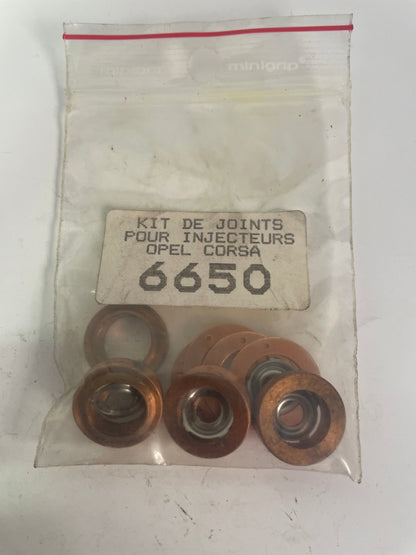 minigrip
KIT DE JOINTS
POUR INJECTEURS
OPEL CORSA
6650